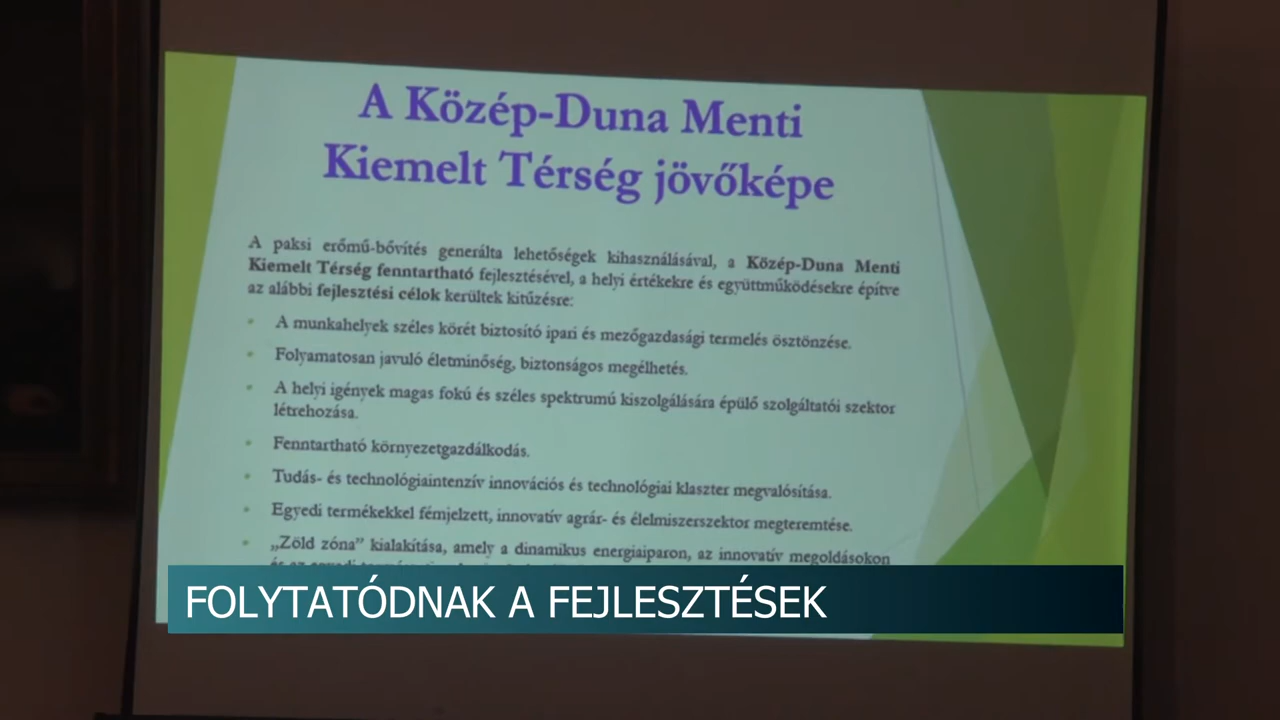 A Közép-Duna Menti
Kiemelt Térség jövőképe
A paksi erőmű-bővítés generálta lehetőségek kihasználásával, a Közép-Duna Menti
Kiemelt Térség fenntartható fejlesztésével, a helyi értékekre és együttműködésekre építve
az alábbi fejlesztési célok kerültek kitűzésre:
• A munkahelyek széles körét biztosító ipari és mezőgazdasági termelés ösztönzése.
• Folyamatosan javuló életminőség, biztonságos megélhetés.
• A helyi igények magas fokú és széles spektrumú kiszolgálására épülő szolgáltatói szektor
létrehozása.
• Fenntartható környezetgazdálkodás.
• Tudás- és technológiaintenzív innovációs és technológiai klaszter megvalósítása.
• Egyedi termékekkel fémjelzett, innovatív agrár- és élelmiszerszektor megteremtése.
• „Zöld zóna” kialakítása, amely a dinamikus energiaiparon, az innovatív megoldásokon
FOLYTATÓDNAK A FEJLESZTÉSEK